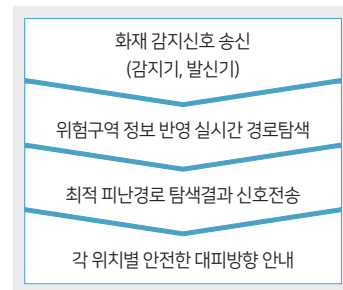 화재 감지신호 송신
(감지기, 발신기)
위험구역 정보 반영 실시간 경로탐색
최적 피난경로 탐색결과 신호전송
각 위치별 안전한 대피방향 안내